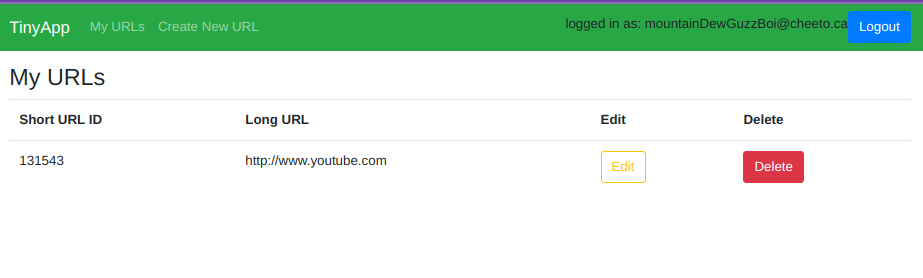 TinyApp My URLs Create New URL logged in as: mountainDewGuzzBoi@cheeto.ca Logout
My URLs
Short URL ID Long URL Edit Delete
131543 http://www.youtube.com Edit Delete